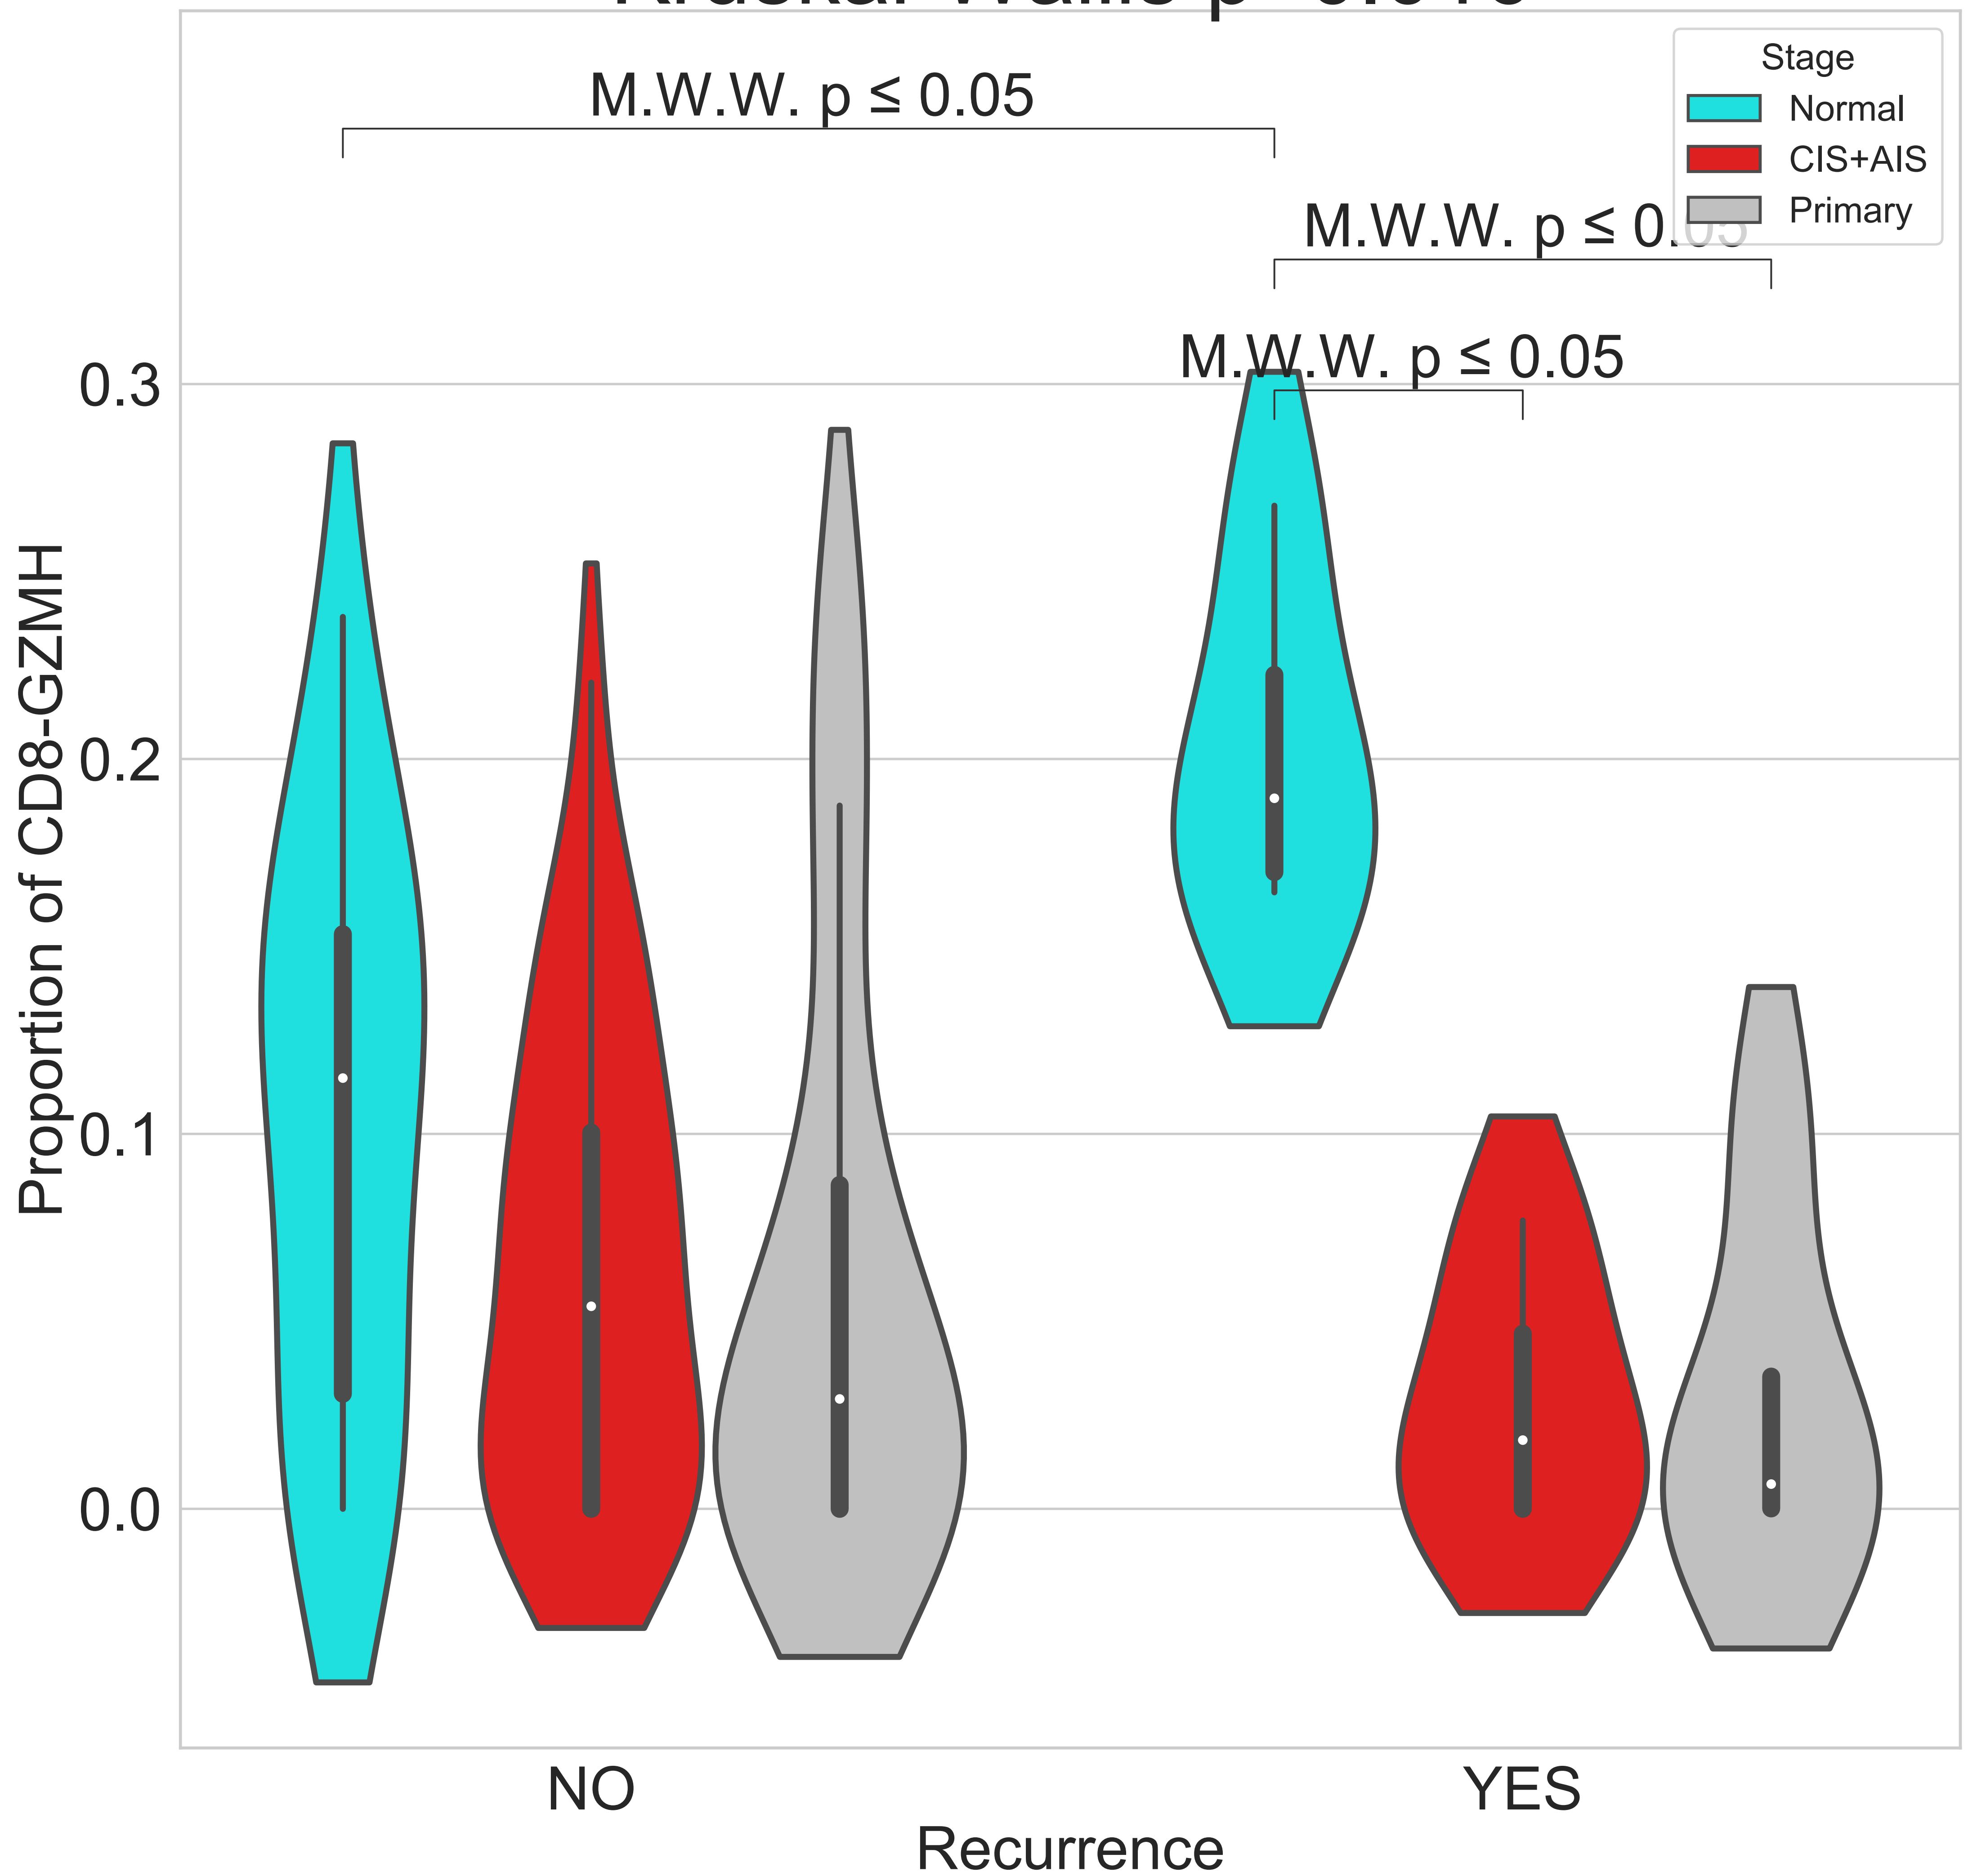 M.W.W. p ≤ 0.05
Stage
Normal
CIS+AIS
Primary
M.W.W. p ≤ 0.05
M.W.W. p ≤ 0.05
Proportion of CD8-GZMH
0.3
0.2
0.1
0.0
NO
YES
Recurrence